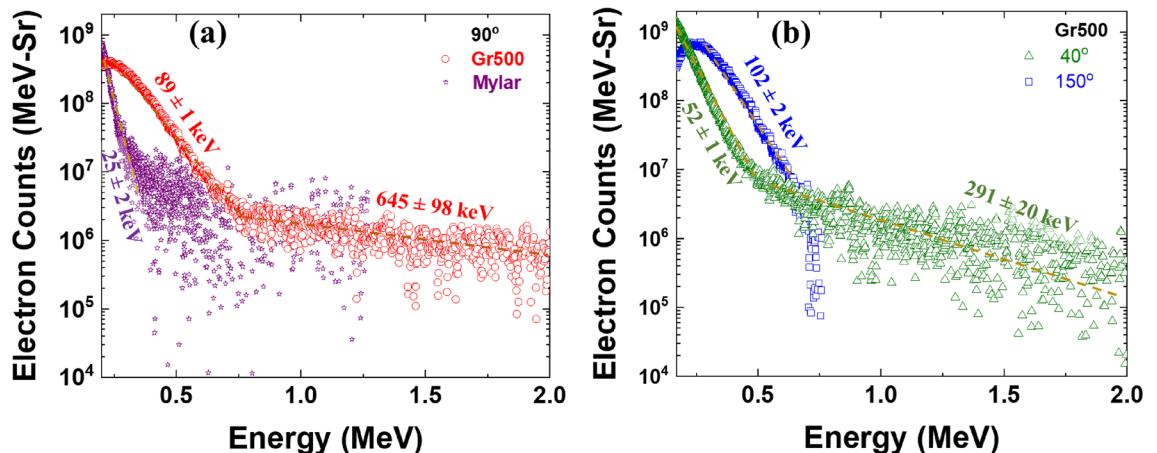 (a)
90°
Gr500
Mylar
89 ± 1 keV
25 ± 2 keV
645 ± 98 keV
Electron Counts (MeV-Sr)
10⁹
10⁸
10⁷
10⁶
10⁵
10⁴
0.5 1.0 1.5 2.0
Energy (MeV)
(b)
Gr500
40°
150°
102 ± 2 keV
52 ± 1 keV
291 ± 20 keV
Electron Counts (MeV-Sr)
10⁹
10⁸
10⁷
10⁶
10⁵
10⁴
0.5 1.0 1.5 2.0
Energy (MeV)